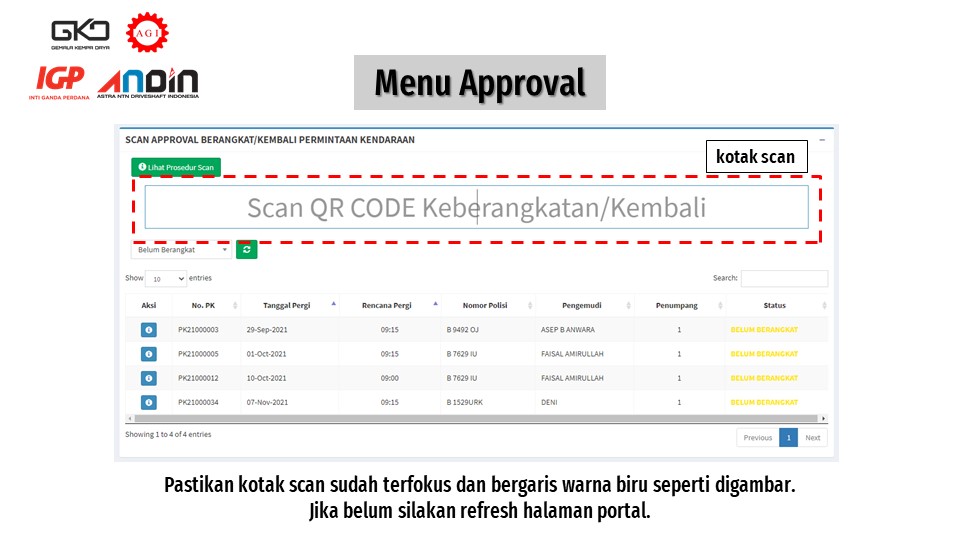 GKD
GEMALA KEMPA DAYA
AGI
IGP
INTI GANDA PERDANA
ANDIN
ASTRA NTN DRIVESHAFT INDONESIA
Menu Approval
SCAN APPROVAL BERANGKAT/KEMBALI PERMINTAAN KENDARAAN
kotak scan
Lihat Prosedur Scan
Scan QR CODE Keberangkatan/Kembali
Belum Berangkat
Show 10 entries
Search:
Aksi No. PK Tanggal Pergi Rencana Pergi Nomor Polisi Pengemudi Penumpang Status
PK21000003 29-Sep-2021 09:15 B 9492 OJ ASEP B ANWARA 1 BELUM BERANGKAT
PK21000005 01-Oct-2021 09:15 B 7629 IU FAISAL AMIRULLAH 1 BELUM BERANGKAT
PK21000012 10-Oct-2021 09:00 B 7629 IU FAISAL AMIRULLAH 1 BELUM BERANGKAT
PK21000034 07-Nov-2021 09:15 B 1529URK DENI 1 BELUM BERANGKAT
Showing 1 to 4 of 4 entries
Previous 1 Next
Pastikan kotak scan sudah terfokus dan bergaris warna biru seperti digambar.
Jika belum silakan refresh halaman portal.